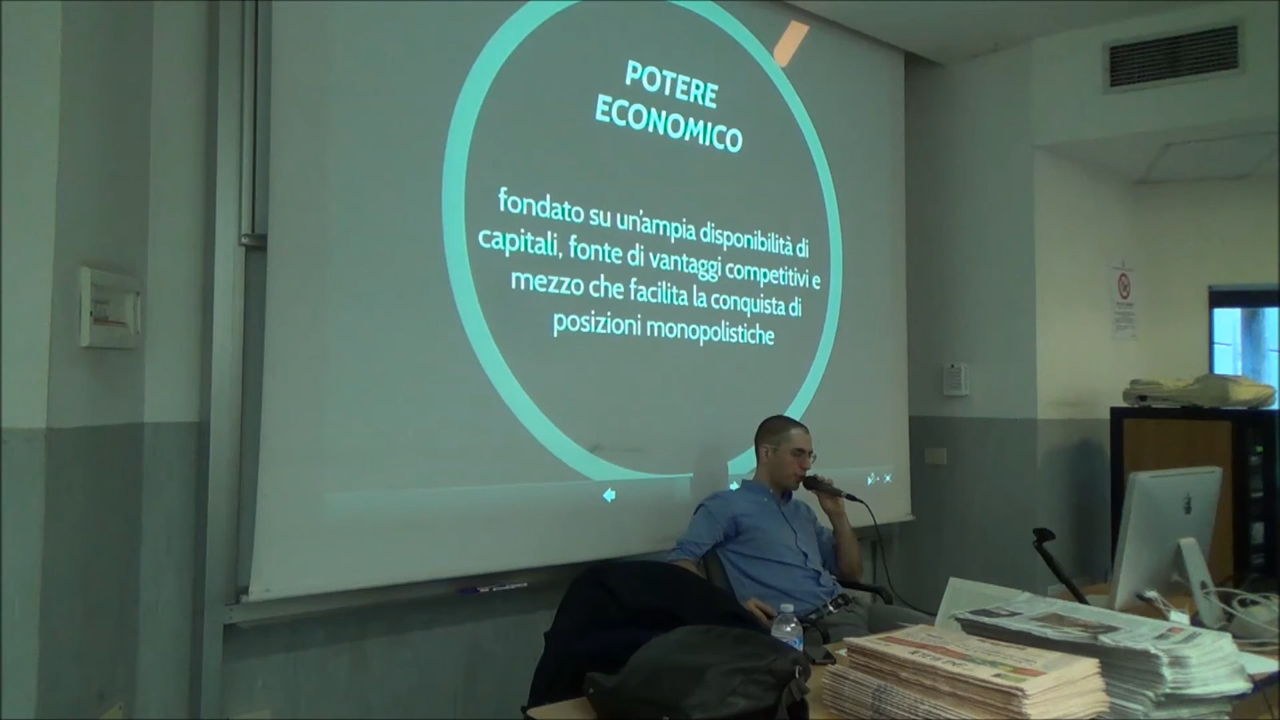 POTERE
ECONOMICO
fondato su un'ampia disponibilità di
capitali, fonte di vantaggi competitivi e
mezzo che facilita la conquista di
posizioni monopolistiche